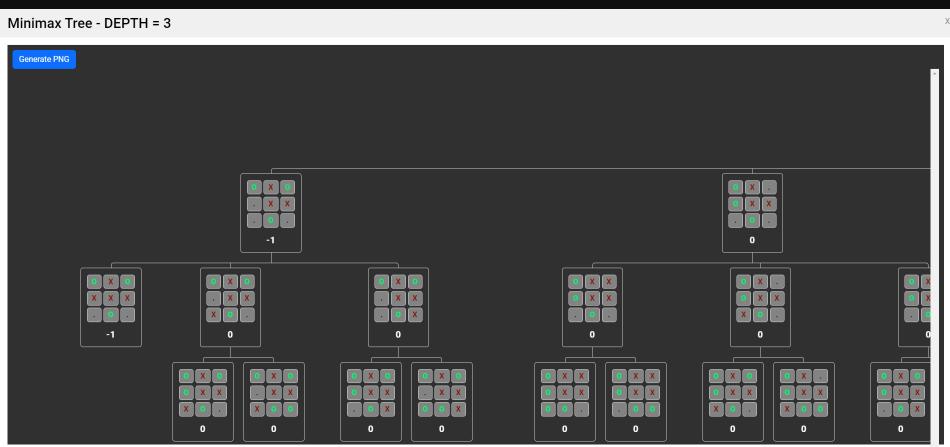 Minimax Tree - DEPTH = 3
x
Generate PNG
O X O	O X .
. X X	O X X
. O .	. O .
-1	0
O X O	O X O	O X O	O X X	O X .	O X
X X X	. X X	. X X	O X X	O X X	O X
. O .	X O .	. O X	. O .	X O .	. O
-1	0	0	0	0	0
O X O	O X O	O X O	O X O	O X X	O X X	O X O	O X .	O X O
O X X	. X X	O X X	. X X	O X X	O X X	O X X	O X X	O X X
X O .	X O O	. O X	O O X	O O .	. O O	X O .	X O O	. O X
0	0	0	0	0	0	0	0	0